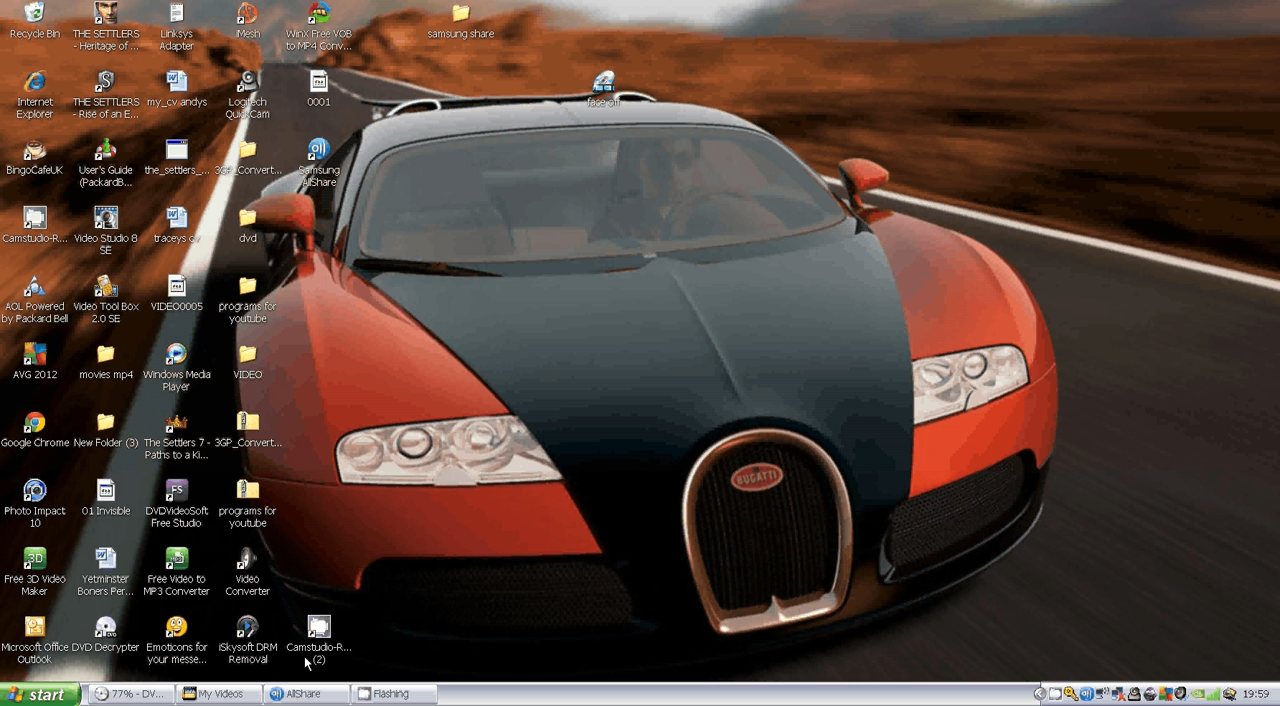 Recycle Bin
THE SETTLERS
- Heritage of ...
Linksys
Adapter
iMesh
WinX Free VOB
to MP4 Conv...
samsung share
Internet
Explorer
THE SETTLERS
- Rise of an E...
my_cv andys
Logitech
QuickCam
0001
face off
BingoCafeUK
User's Guide
(PackardB...
the_settlers_...
3GP_Convert...
Samsung
AllShare
Camstudio-R...
Video Studio 8
SE
traceys cv
dvd
AOL Powered
by Packard Bell
Video Tool Box
2.0 SE
VIDEO0005
programs for
youtube
AVG 2012
movies mp4
Windows Media
Player
VIDEO
Google Chrome
New Folder (3)
The Settlers 7 -
Paths to a Ki...
3GP_Convert...
Photo Impact
10
01 Invisible
DVDVideoSoft
Free Studio
programs for
youtube
Free 3D Video
Maker
Yetminster
Boners Per...
Free Video to
MP3 Converter
Video
Converter
Microsoft Office
Outlook
DVD Decrypter
Emoticons for
your messe...
iSkysoft DRM
Removal
Camstudio-R...
(2)
BUGATTI
start
77% - DV...
My Videos
AllShare
Flashing
19:59